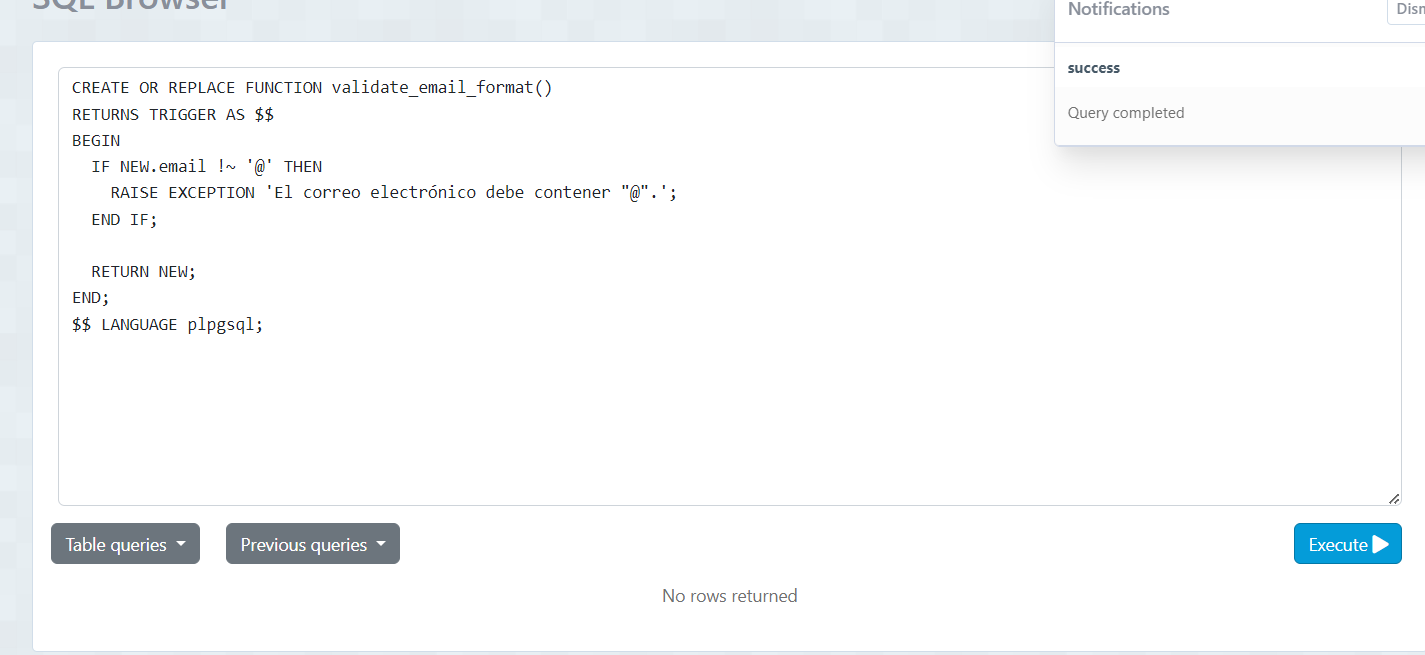 SQL Browser
Notifications
success
Query completed
CREATE OR REPLACE FUNCTION validate_email_format()
RETURNS TRIGGER AS $$
BEGIN
  IF NEW.email !~ '@' THEN
    RAISE EXCEPTION 'El correo electrónico debe contener "@".';
  END IF;

  RETURN NEW;
END;
$$ LANGUAGE plpgsql;
Table queries
Previous queries
Execute
No rows returned